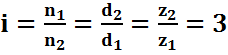 i = n₁/n₂ = d₂/d₁ = z₂/z₁ = 3